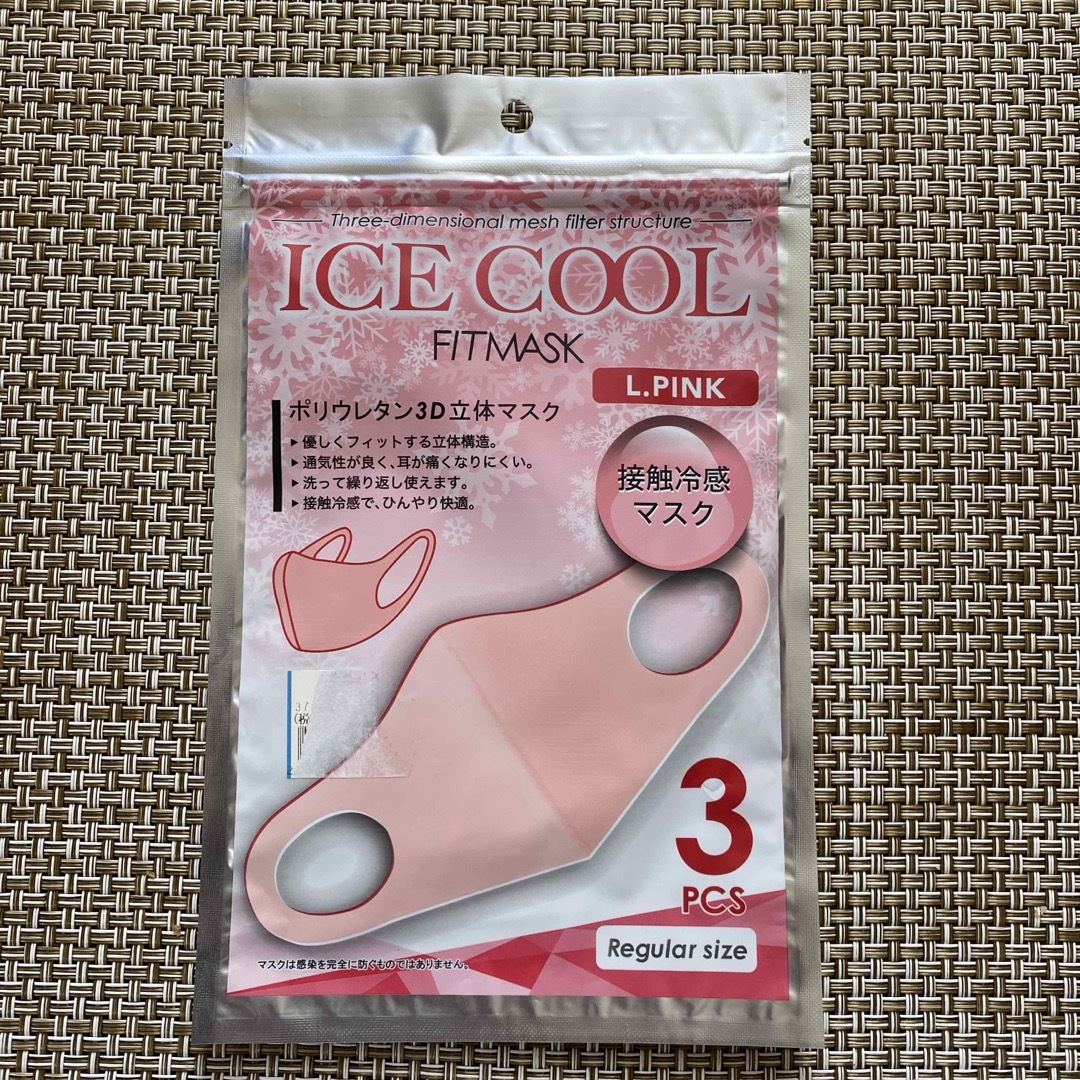 Three-dimensional mesh filter structure
ICE COOL
FITMASK
L.PINK
ポリウレタン3D立体マスク
▶優しくフィットする立体構造。
▶通気性が良く、耳が痛くなりにくい。
▶洗って繰り返し使えます。
▶接触冷感で、ひんやり快適。
接触冷感
マスク
3
PCS
Regular size
マスクは感染を完全に防ぐものではありません。